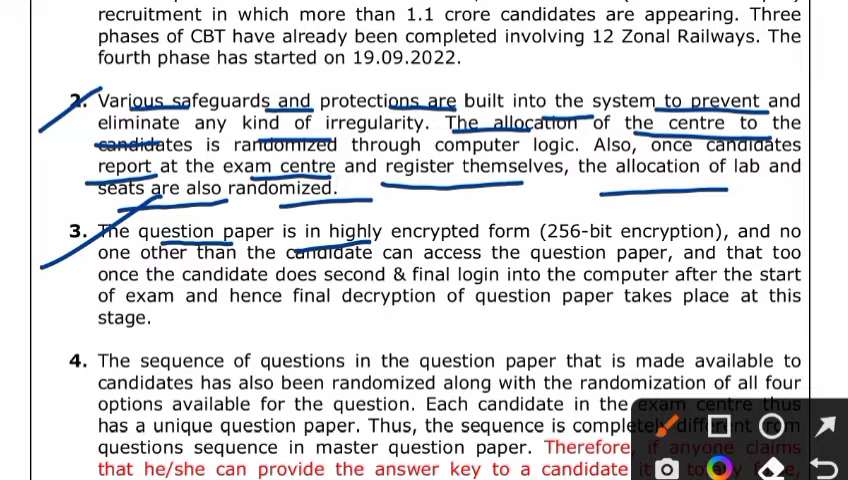 recruitment in which more than 1.1 crore candidates are appearing. Three
phases of CBT have already been completed involving 12 Zonal Railways. The
fourth phase has started on 19.09.2022.
2. Various safeguards and protections are built into the system to prevent and
eliminate any kind of irregularity. The allocation of the centre to the
candidates is randomized through computer logic. Also, once candidates
report at the exam centre and register themselves, the allocation of lab and
seats are also randomized.
3. The question paper is in highly encrypted form (256-bit encryption), and no
one other than the candidate can access the question paper, and that too
once the candidate does second & final login into the computer after the start
of exam and hence final decryption of question paper takes place at this
stage.
4. The sequence of questions in the question paper that is made available to
candidates has also been randomized along with the randomization of all four
options available for the question. Each candidate in the exam centre thus
has a unique question paper. Thus, the sequence is completely different from
questions sequence in master question paper. Therefore, if anyone claims
that he/she can provide the answer key to a candidate